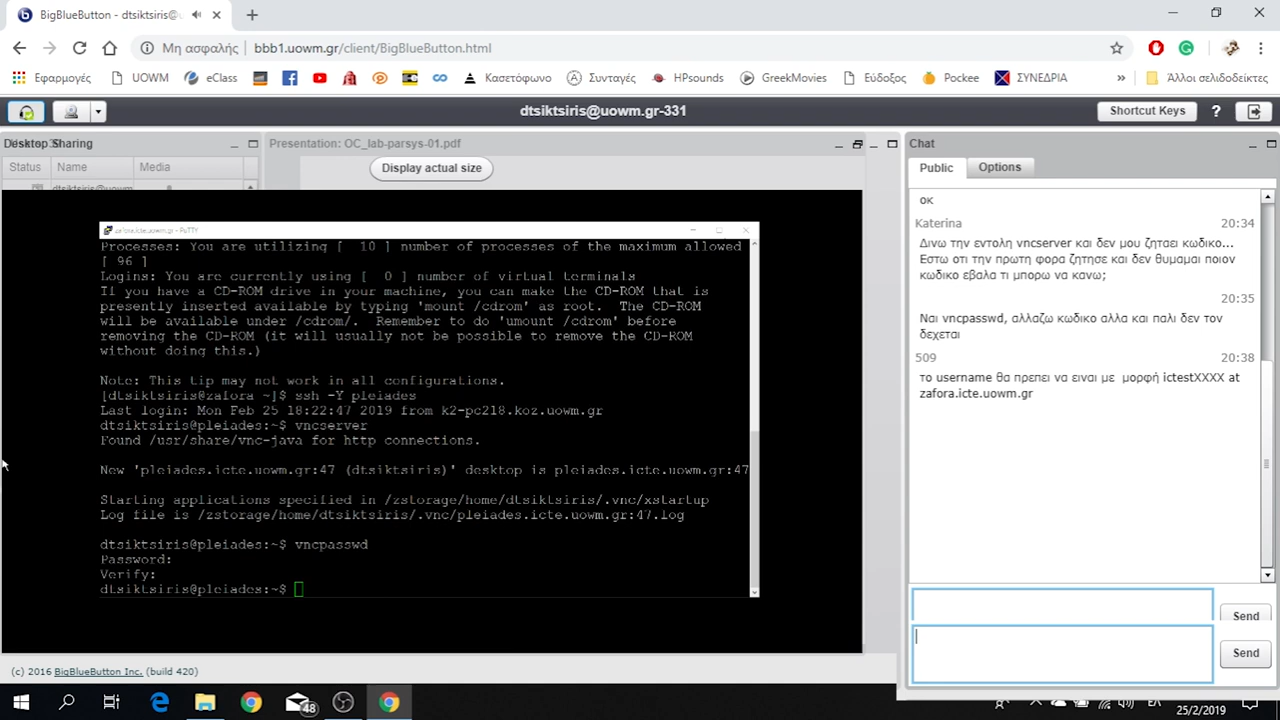 BigBlueButton - dtsiktsiris@
Μη ασφαλής
bbb1.uowm.gr/client/BigBlueButton.html
Εφαρμογές
UOWM
eClass
Κασετόφωνο
Συνταγές
HPsounds
GreekMovies
Εύδοξος
Pockee
ΣΥΝΕΔΡΙΑ
»
Άλλοι σελιδοδείκτες
dtsiktsiris@uowm.gr-331
Shortcut Keys
?
Desktop Sharing
Presentation: OC_lab-parsys-01.pdf
Chat
Status
Name
Media
Display actual size
Public
Options
dtsiktsiris@uowm
zafora.icte.uowm.gr - PuTTY
Processes: You are utilizing [  10 ] number of processes of the maximum allowed
[ 96 ]
Logins: You are currently using [  0 ] number of virtual terminals
If you have a CD-ROM drive in your machine, you can make the CD-ROM that is
presently inserted available by typing 'mount /cdrom' as root.  The CD-ROM
will be available under /cdrom/.  Remember to do 'umount /cdrom' before
removing the CD-ROM (it will usually not be possible to remove the CD-ROM
without doing this.)
Note: This tip may not work in all configurations.
[dtsiktsiris@zafora ~]$ ssh -Y pleiades
Last login: Mon Feb 25 18:22:47 2019 from k2-pc218.koz.uowm.gr
dtsiktsiris@pleiades:~$ vncserver
Found /usr/share/vnc-java for http connections.
New 'pleiades.icte.uowm.gr:47 (dtsiktsiris)' desktop is pleiades.icte.uowm.gr:47
Starting applications specified in /zstorage/home/dtsiktsiris/.vnc/xstartup
Log file is /zstorage/home/dtsiktsiris/.vnc/pleiades.icte.uowm.gr:47.log
dtsiktsiris@pleiades:~$ vncpasswd
Password:
Verify:
dtsiktsiris@pleiades:~$
οκ
Katerina 20:34
Δινω την εντολη vncserver και δεν μου ζηταει κωδικο...
Εστω οτι την πρωτη φορα ζητησε και δεν θυμαμαι ποιον
κωδικο εβαλα τι μπορω να κανω;
20:35
Ναι vncpasswd, αλλαζω κωδικο αλλα και παλι δεν τον
δεχεται
509 20:38
το username θα πρεπει να ειναι με μορφή ictestXXXX at
zafora.icte.uowm.gr
Send
Send
(c) 2016 BigBlueButton Inc. (build 420)
48
ΕΛ
25/2/2019